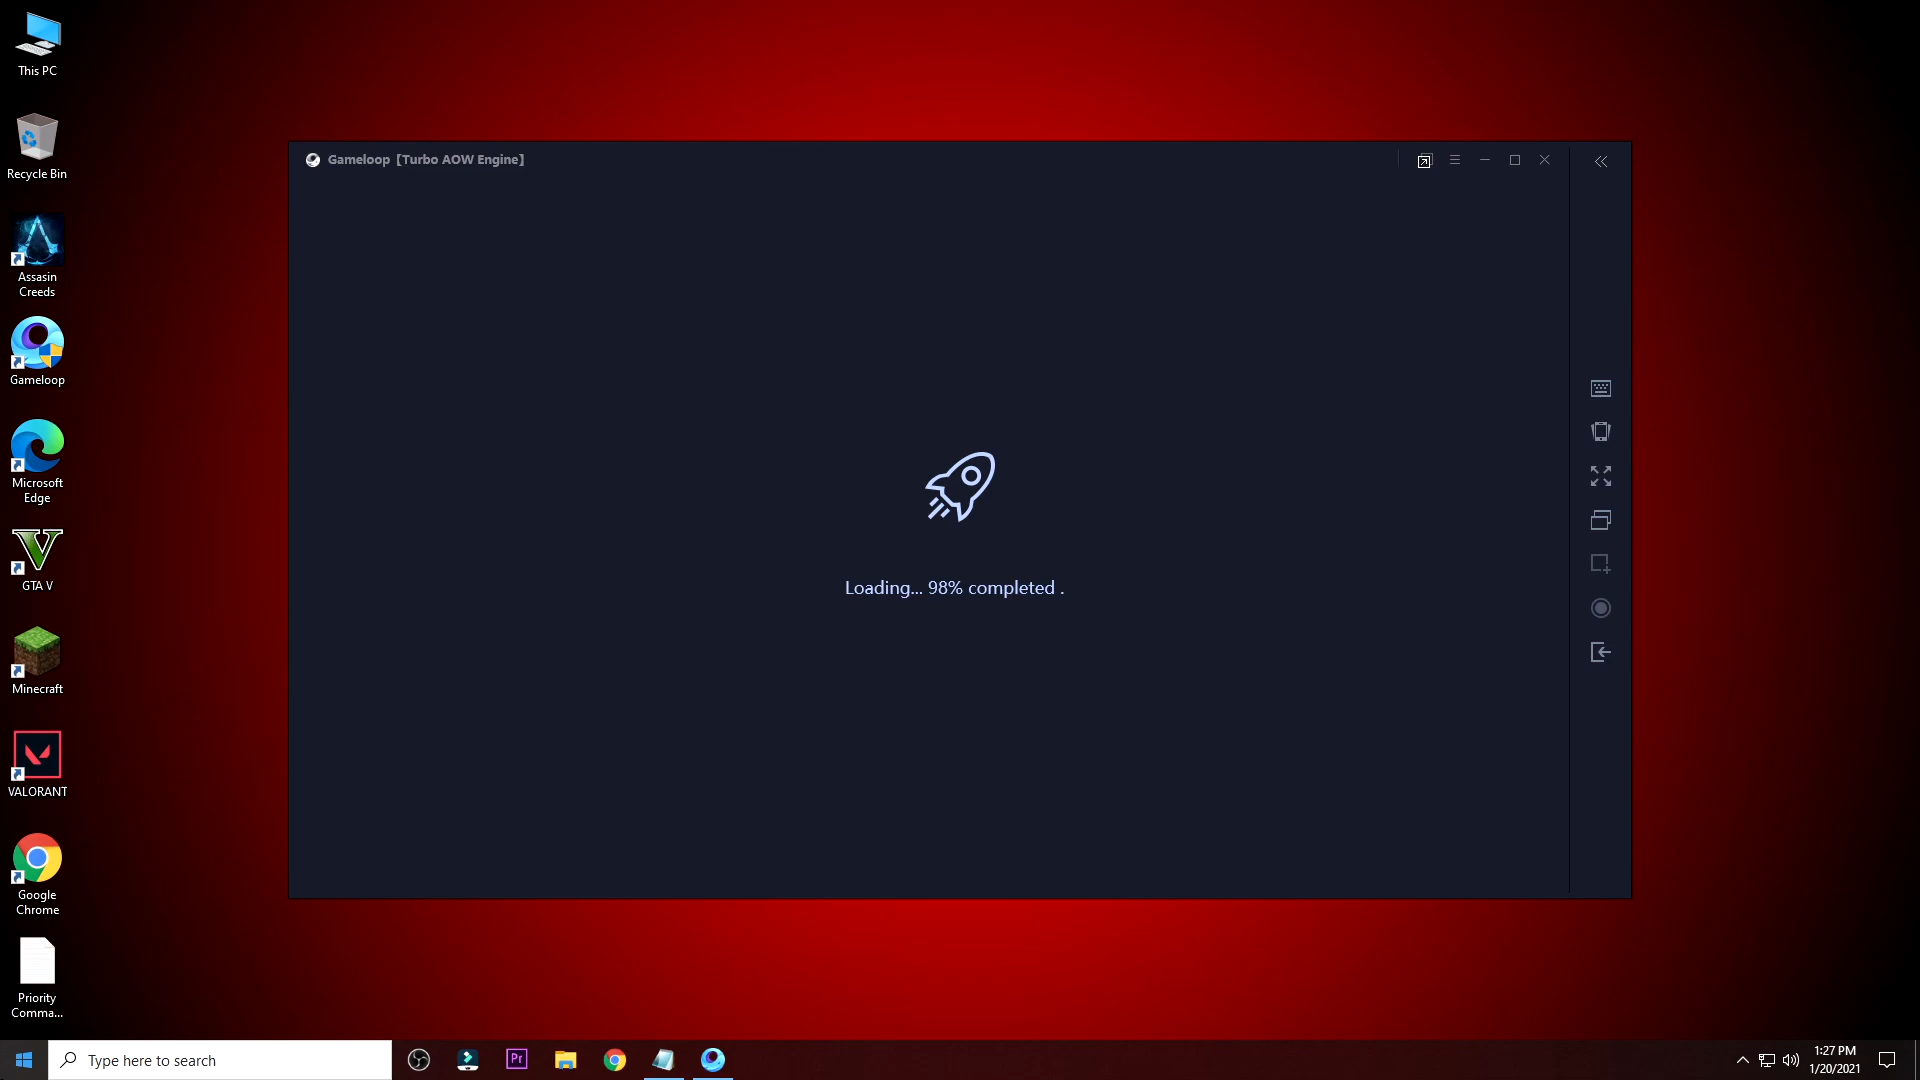 This PC
Recycle Bin
Assasin
Creeds
Gameloop
Microsoft
Edge
GTA V
Minecraft
VALORANT
Google
Chrome
Priority
Comma...
Gameloop [Turbo AOW Engine]
Loading... 98% completed .
Type here to search
Pr
1:27 PM
1/20/2021